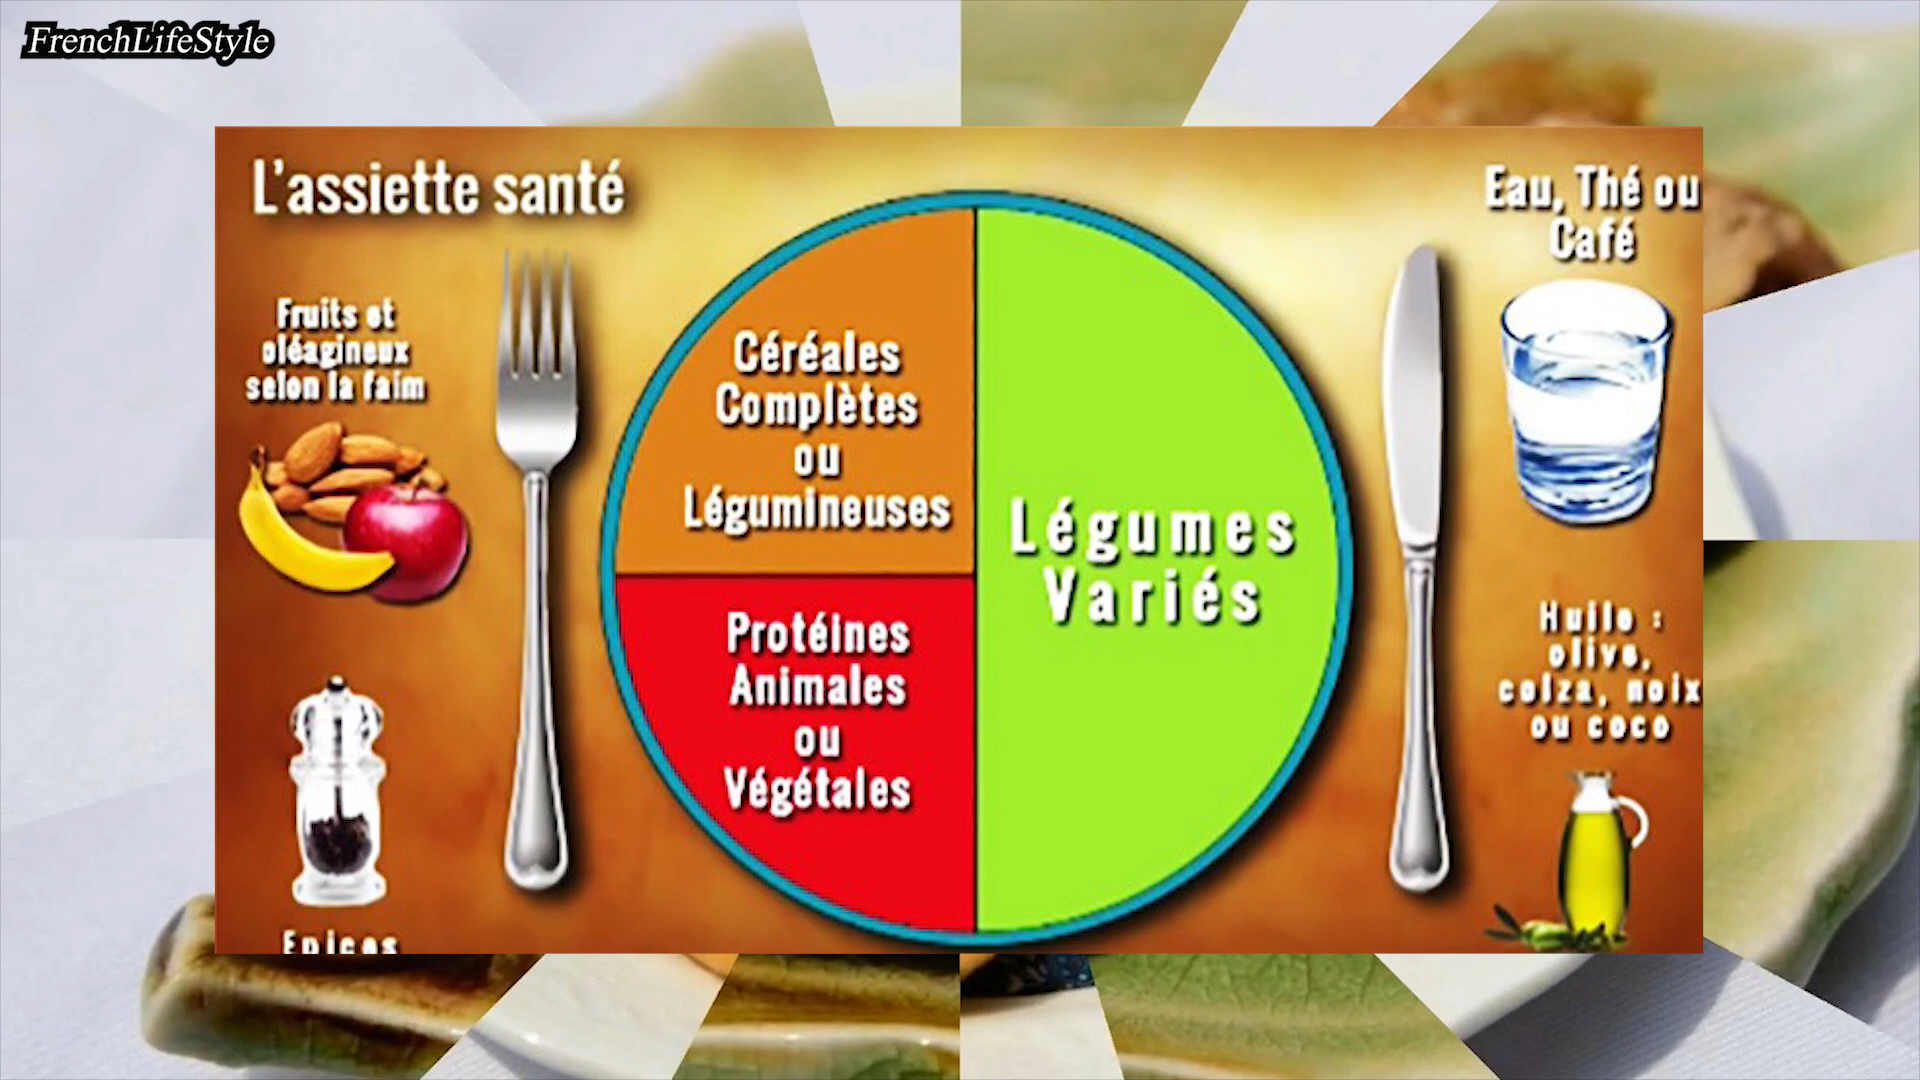 FrenchLifeStyle
L'assiette santé
Fruits et
oléagineux
selon la faim
Epices
Céréales
Complètes
ou
Légumineuses
Protéines
Animales
ou
Végétales
Légumes
Variés
Eau, Thé ou
Café
Huile :
olive,
colza, noix
ou coco